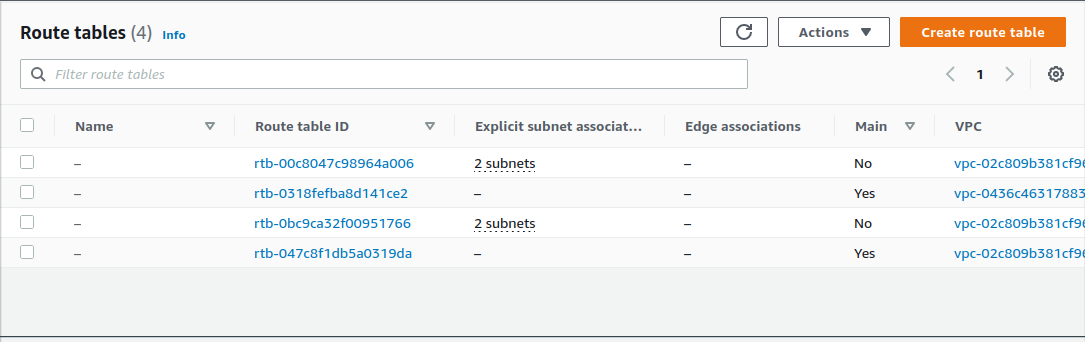 Route tables (4) Info
Actions
Create route table
Filter route tables
1
Name Route table ID Explicit subnet associat... Edge associations Main VPC
– rtb-00c8047c98964a006 2 subnets – No vpc-02c809b381cf96
– rtb-0318fefba8d141ce2 – – Yes vpc-0436c46317883
– rtb-0bc9ca32f00951766 2 subnets – No vpc-02c809b381cf96
– rtb-047c8f1db5a0319da – – Yes vpc-02c809b381cf96